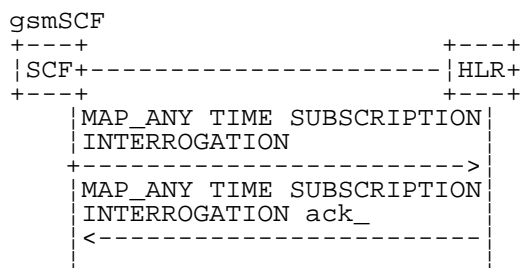 gsmSCF
+---+ +---+
¦SCF+----------------------¦HLR+
+---+ +---+
¦MAP_ANY TIME SUBSCRIPTION¦
¦INTERROGATION ¦
+------------------------>¦
¦MAP_ANY TIME SUBSCRIPTION¦
¦INTERROGATION ack_ ¦
¦<------------------------¦
¦ ¦